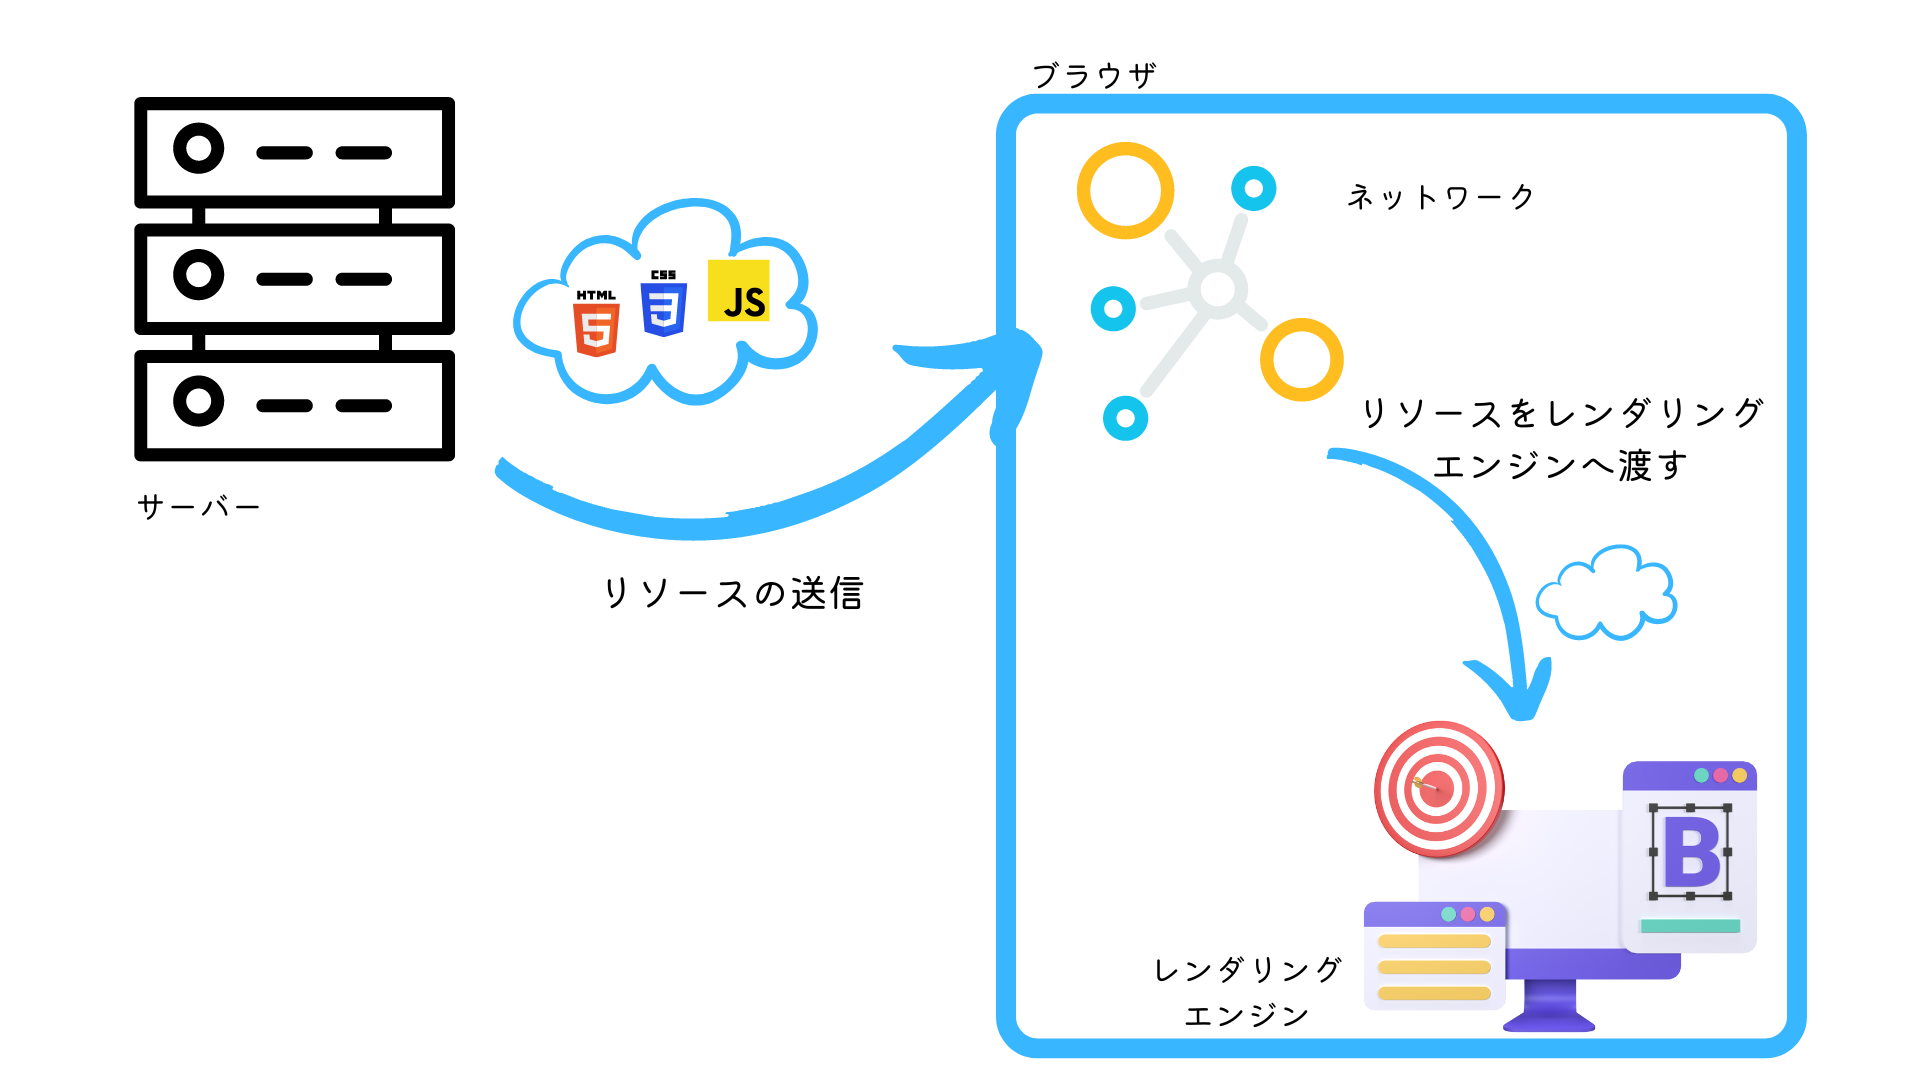 ブラウザ
ネットワーク
HTML
5
CSS
3
JS
サーバー
リソースの送信
リソースをレンダリング
エンジンへ渡す
B
レンダリング
エンジン